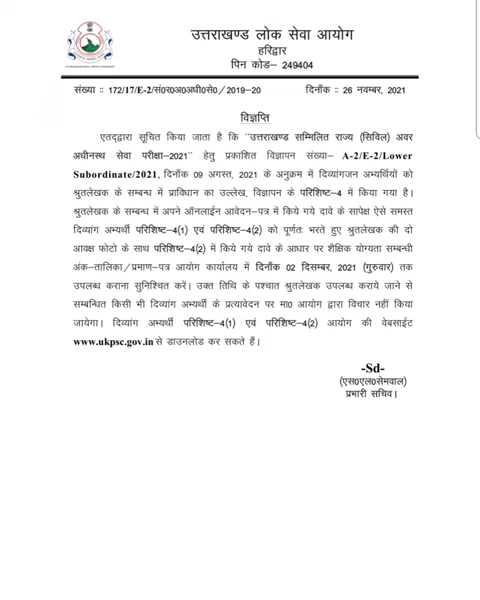 उत्तराखण्ड लोक सेवा आयोग
हरिद्वार
पिन कोड– 249404
संख्या :: 172/17/E-2/सं0रा0अ0अधी0से0/2019–20 दिनाँक :: 26 नवम्बर, 2021
विज्ञप्ति
एतद्द्वारा सूचित किया जाता है कि ''उत्तराखण्ड सम्मिलित राज्य (सिविल) अवर
अधीनस्थ सेवा परीक्षा–2021'' हेतु प्रकाशित विज्ञापन संख्या– A-2/E-2/Lower
Subordinate/2021, दिनाँक 09 अगस्त, 2021 के अनुक्रम में दिव्यांगजन अभ्यर्थियों को
श्रुतलेखक के सम्बन्ध में प्राविधान का उल्लेख, विज्ञापन के परिशिष्ट–4 में किया गया है।
श्रुतलेखक के सम्बन्ध में अपने ऑनलाईन आवेदन–पत्र में किये गये दावे के सापेक्ष ऐसे समस्त
दिव्यांग अभ्यर्थी परिशिष्ट–4(1) एवं परिशिष्ट–4(2) को पूर्णतः भरते हुए श्रुतलेखक की दो
आवक्ष फोटो के साथ परिशिष्ट–4(2) में किये गये दावे के आधार पर शैक्षिक योग्यता सम्बन्धी
अंक–तालिका/प्रमाण–पत्र आयोग कार्यालय में दिनाँक 02 दिसम्बर, 2021 (गुरुवार) तक
उपलब्ध कराना सुनिश्चित करें। उक्त तिथि के पश्चात श्रुतलेखक उपलब्ध कराये जाने से
सम्बन्धित किसी भी दिव्यांग अभ्यर्थी के प्रत्यावेदन पर मा0 आयोग द्वारा विचार नहीं किया
जायेगा। दिव्यांग अभ्यर्थी परिशिष्ट–4(1) एवं परिशिष्ट–4(2) आयोग की वेबसाईट
www.ukpsc.gov.in से डाउनलोड कर सकते हैं।
-Sd-
(एस0एल0सेमवाल)
प्रभारी सचिव।